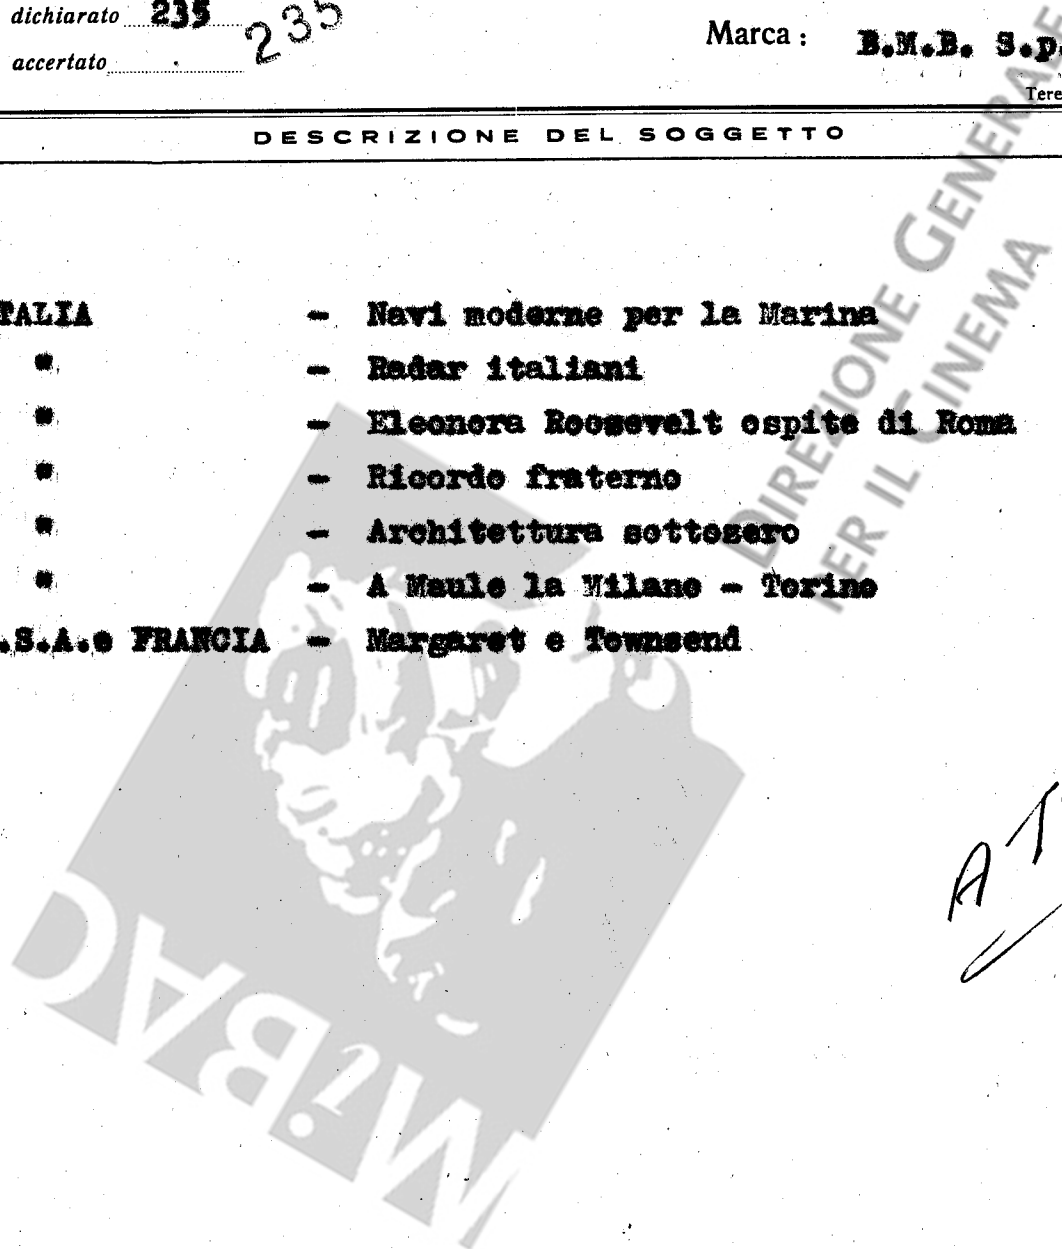 dichiarato 235 235
accertato
Marca: B.M.B. S.p.
Tere
DESCRIZIONE DEL SOGGETTO
TALIA - Navi moderne per la Marina
" - Radar italiani
" - Eleonora Roosevelt ospite di Roma
" - Ricordo fraterno
" - Architettura sottozero
" - A Maule la Milano - Torino
.S.A.e FRANCIA - Margaret e Townsend
DIREZIONE GENERALE
PER IL CINEMA
MiBAC